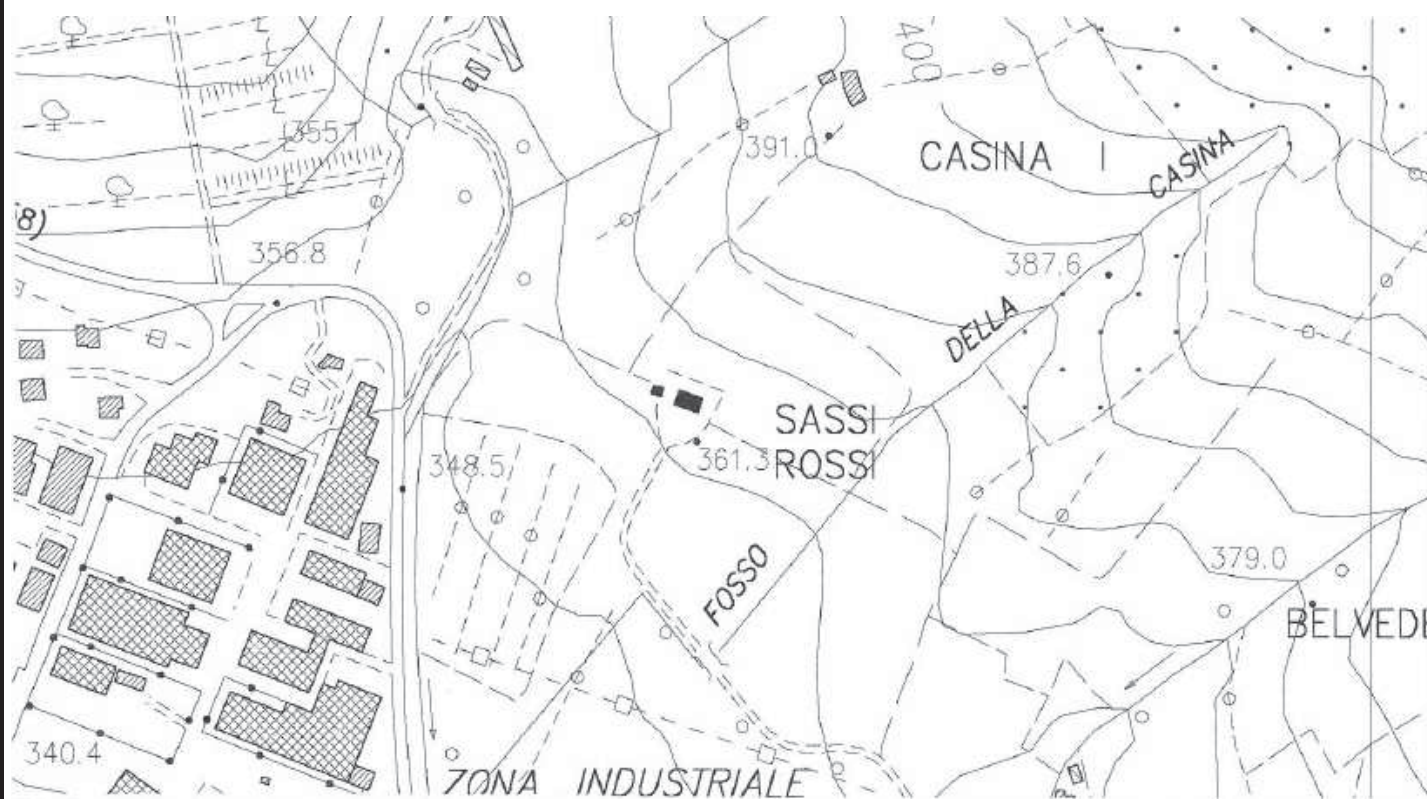 400
355.1
391.0
CASINA I
CASINA
8)
356.8
387.6
DELLA
SASSI
ROSSI
348.5
361.3
FOSSO
379.0
BELVEDE
340.4
ZONA INDUSTRIALE